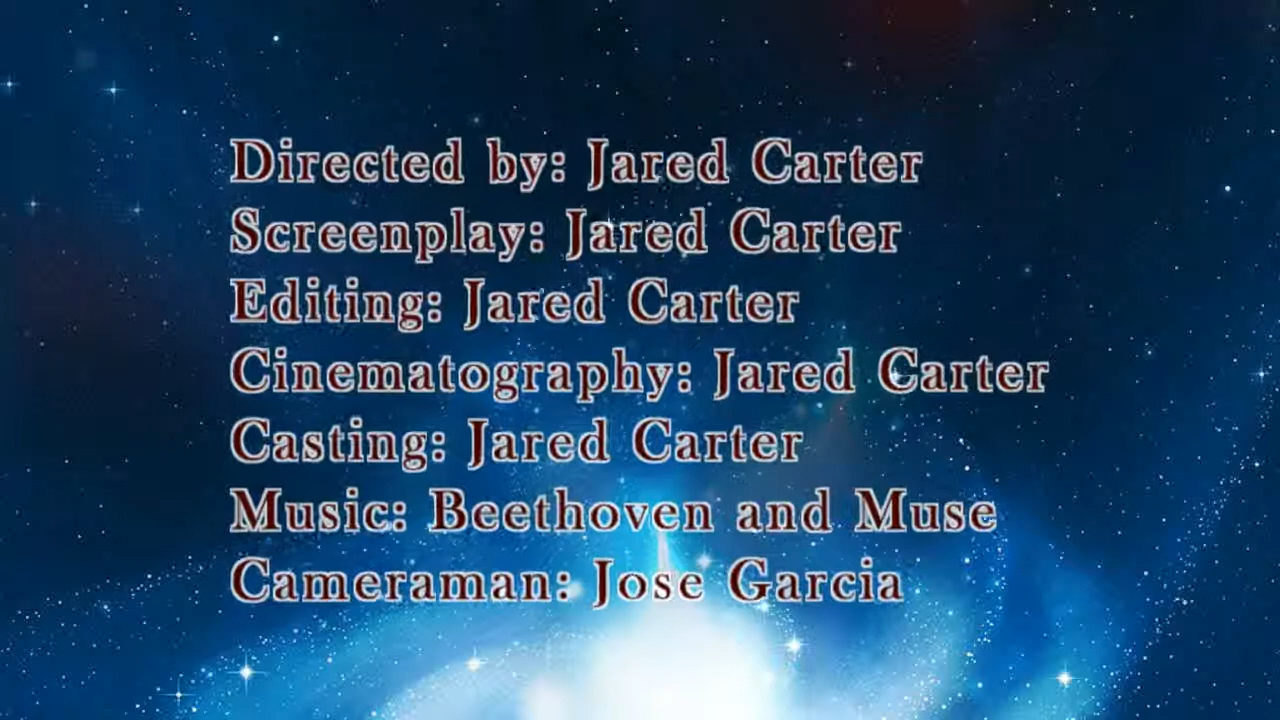 Directed by: Jared Carter
Screenplay: Jared Carter
Editing: Jared Carter
Cinematography: Jared Carter
Casting: Jared Carter
Music: Beethoven and Muse
Cameraman: Jose Garcia